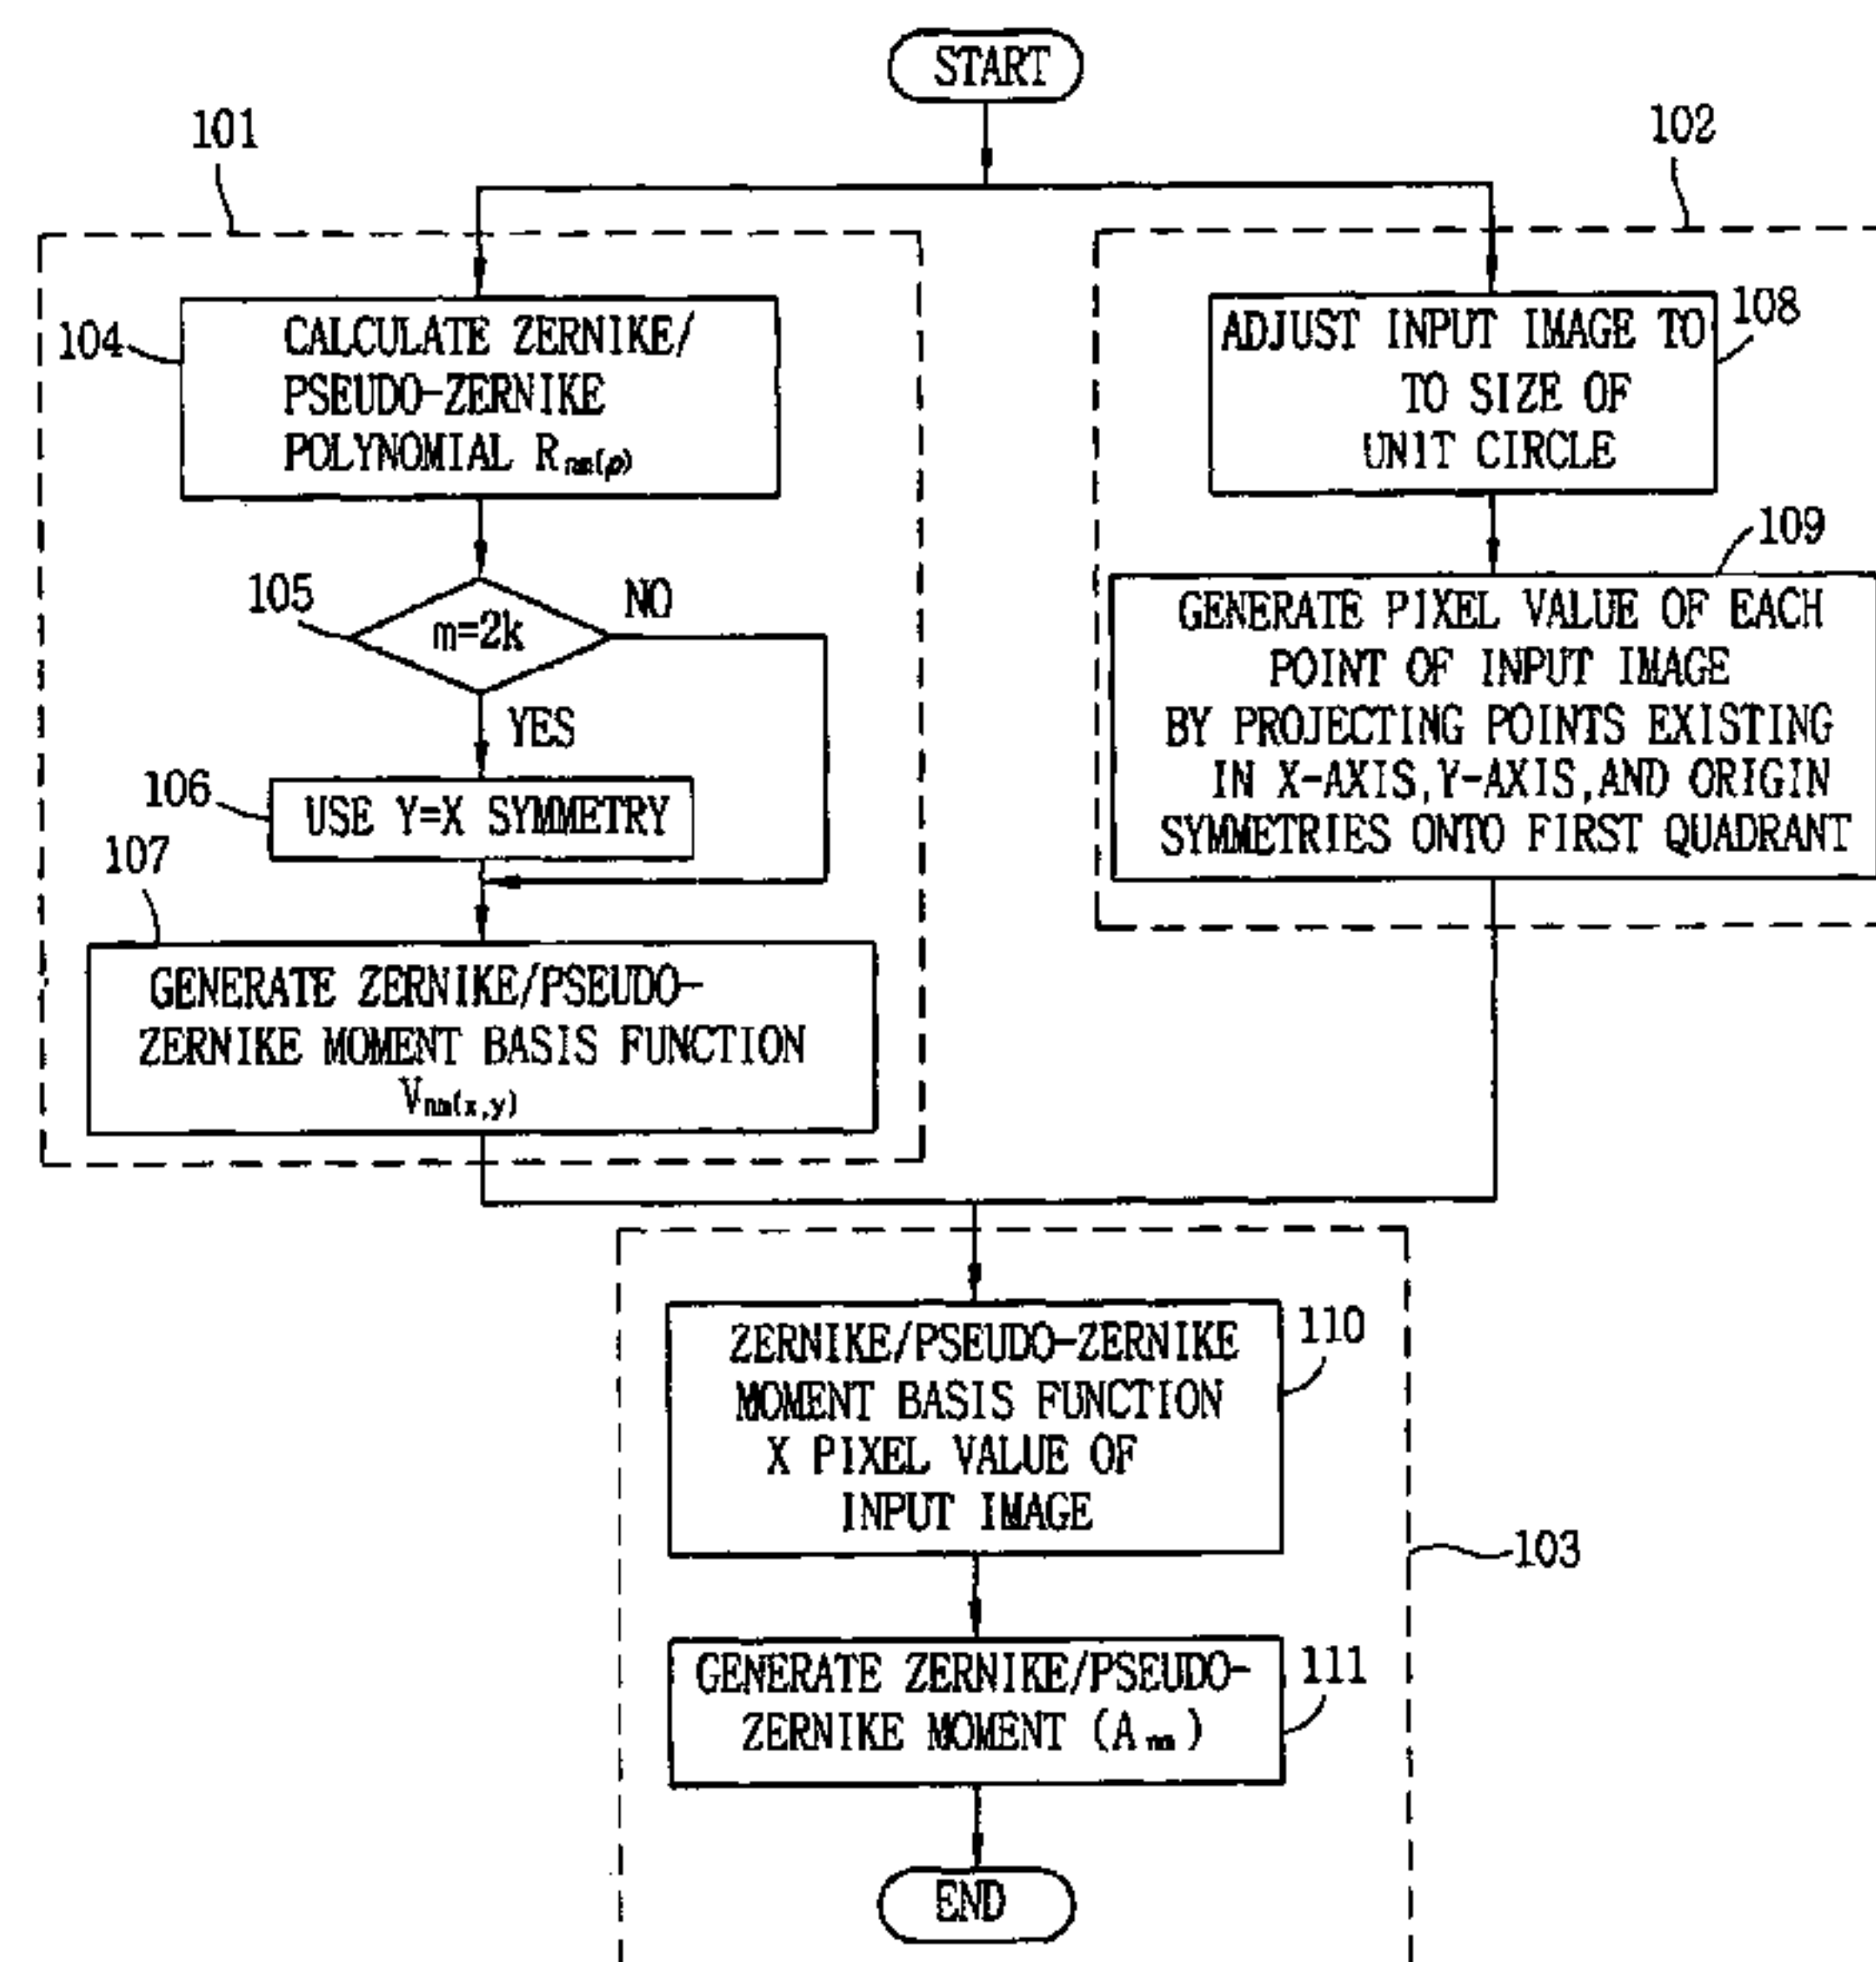 START
101
102
104
CALCULATE ZERNIKE/
PSEUDO-ZERNIKE
POLYNOMIAL Rnm(ρ)
105
m=2k
NO
YES
106
USE Y=X SYMMETRY
107
GENERATE ZERNIKE/PSEUDO-
ZERNIKE MOMENT BASIS FUNCTION
Vnm(x,y)
108
ADJUST INPUT IMAGE TO
TO SIZE OF
UNIT CIRCLE
109
GENERATE PIXEL VALUE OF EACH
POINT OF INPUT IMAGE
BY PROJECTING POINTS EXISTING
IN X-AXIS,Y-AXIS,AND ORIGIN
SYMMETRIES ONTO FIRST QUADRANT
110
ZERNIKE/PSEUDO-ZERNIKE
MOMENT BASIS FUNCTION
X PIXEL VALUE OF
INPUT IMAGE
103
111
GENERATE ZERNIKE/PSEUDO-
ZERNIKE MOMENT (Anm)
END